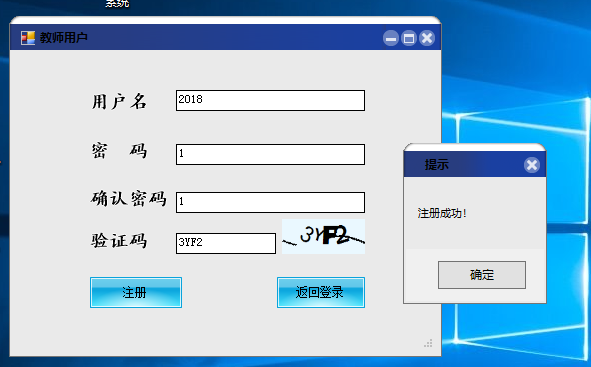 系统
教师用户
用户名
2018
密 码
1
提示
确认密码
1
注册成功!
验证码
3YF2
3YF2
确定
注册
返回登录